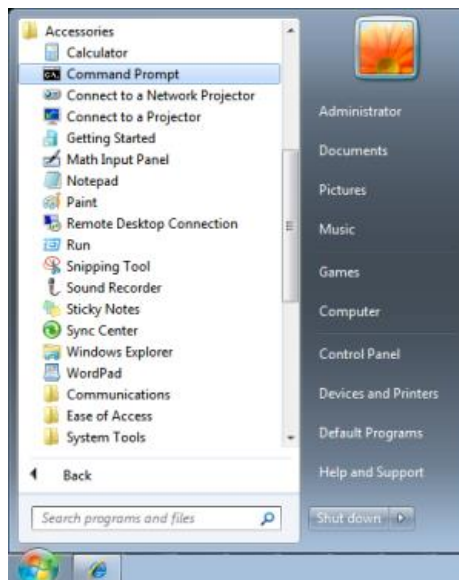 Accessories
Calculator
Command Prompt
Connect to a Network Projector
Connect to a Projector
Getting Started
Math Input Panel
Notepad
Paint
Remote Desktop Connection
Run
Snipping Tool
Sound Recorder
Sticky Notes
Sync Center
Windows Explorer
WordPad
Communications
Ease of Access
System Tools
Back
Search programs and files
Administrator
Documents
Pictures
Music
Games
Computer
Control Panel
Devices and Printers
Default Programs
Help and Support
Shut down